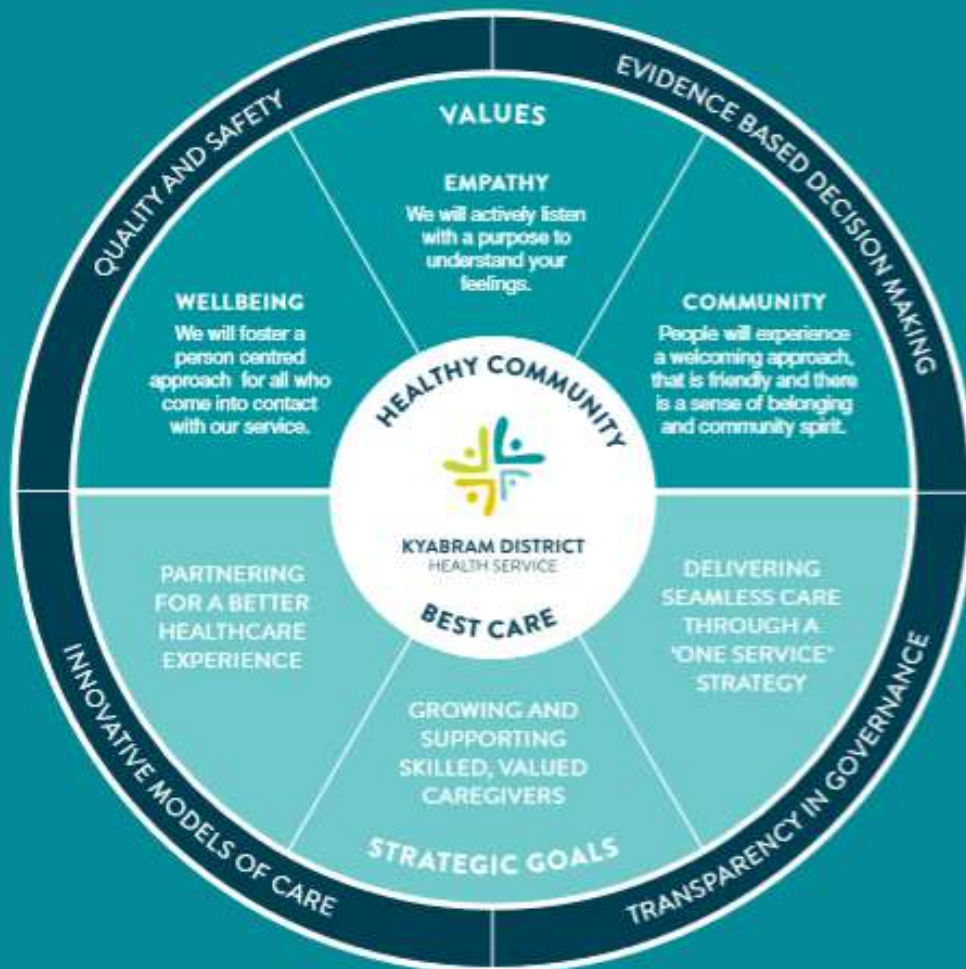 QUALITY AND SAFETY
EVIDENCE BASED DECISION MAKING
VALUES
EMPATHY
We will actively listen
with a purpose to
understand your
feelings.
WELLBEING
We will foster a
person centred
approach for all who
come into contact
with our service.
COMMUNITY
People will experience
a welcoming approach,
that is friendly and there
is a sense of belonging
and community spirit.
HEALTHY COMMUNITY
KYABRAM DISTRICT
HEALTH SERVICE
BEST CARE
PARTNERING
FOR A BETTER
HEALTHCARE
EXPERIENCE
GROWING AND
SUPPORTING
SKILLED, VALUED
CAREGIVERS
DELIVERING
SEAMLESS CARE
THROUGH A
"ONE SERVICE"
STRATEGY
STRATEGIC GOALS
INNOVATIVE MODELS OF CARE
TRANSPARENCY IN GOVERNANCE